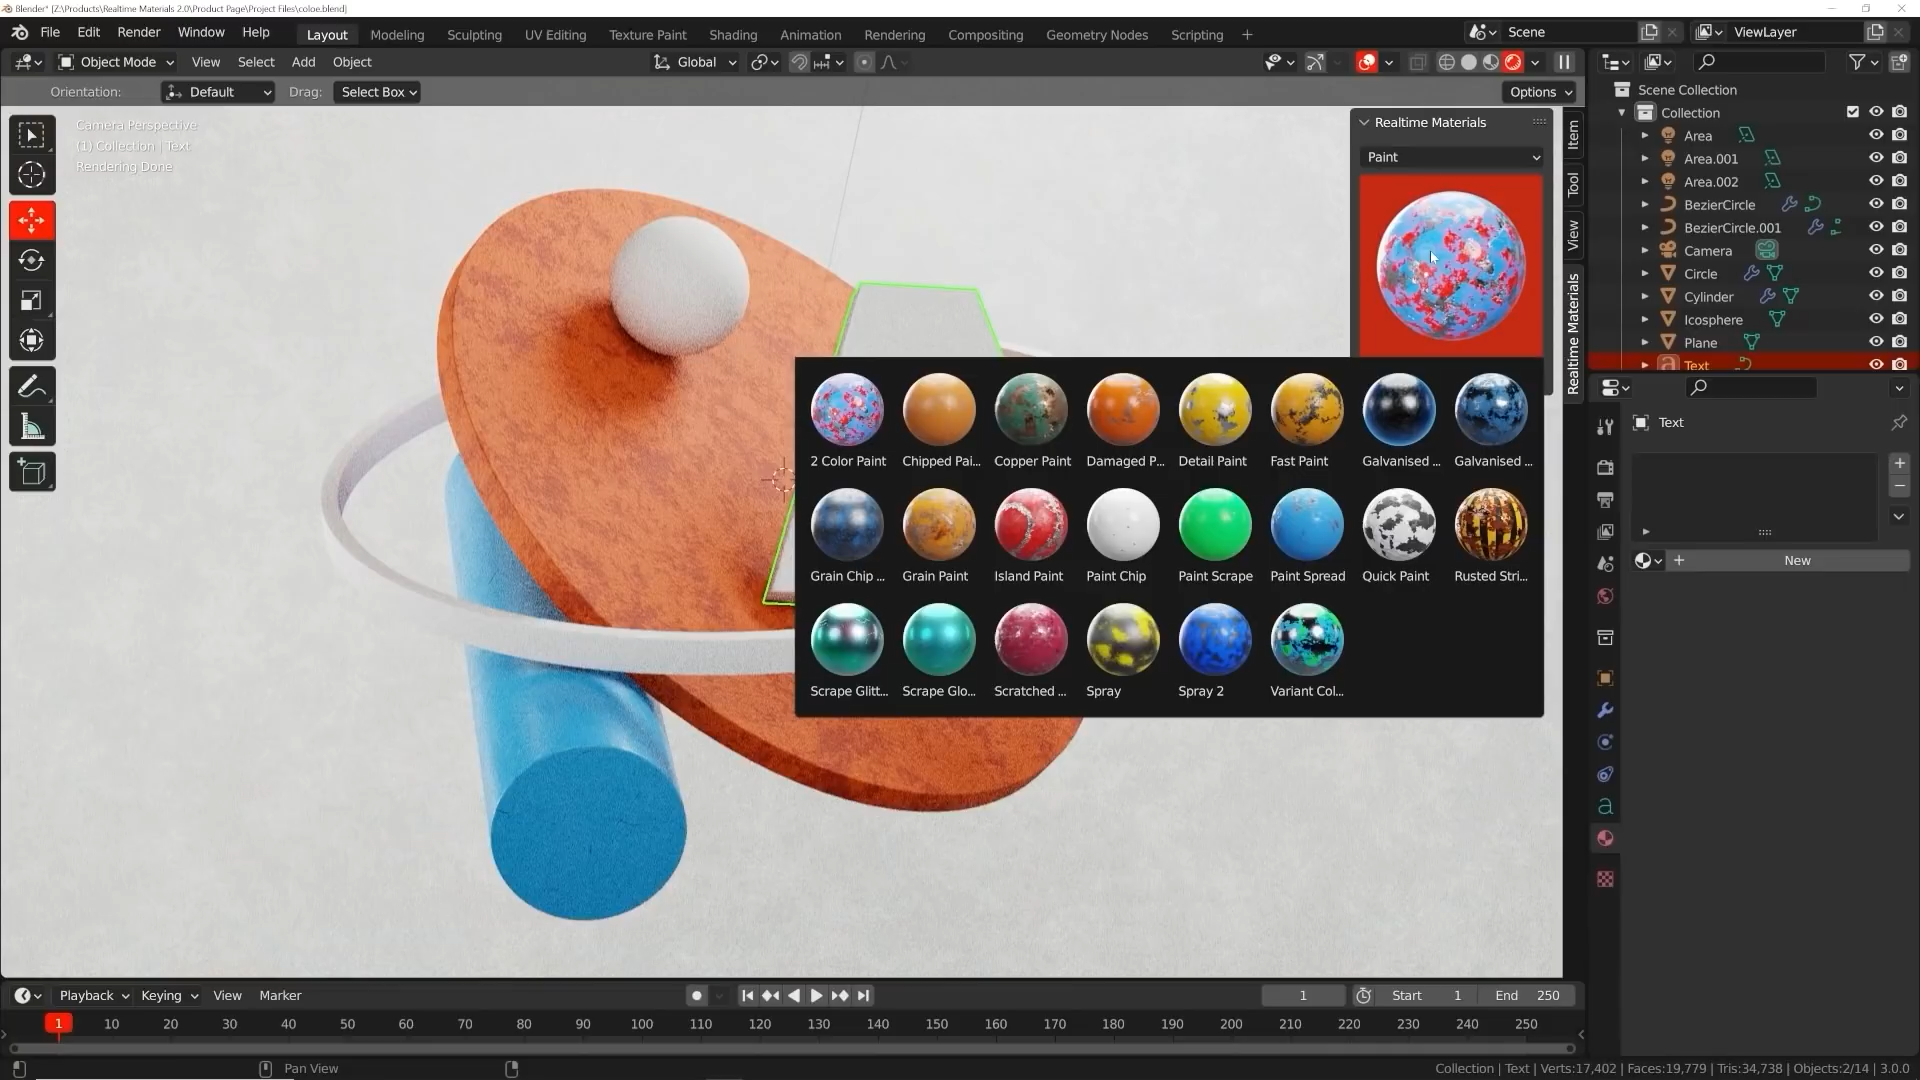 Blender* [Z:\Products\Realtime Materials 2.0\Product Page\Project Files\coloe.blend]
File Edit Render Window Help Layout Modeling Sculpting UV Editing Texture Paint Shading Animation Rendering Compositing Geometry Nodes Scripting + Scene ViewLayer
Object Mode View Select Add Object Global
Orientation: Default Drag: Select Box Options
Camera Perspective
(1) Collection | Text
Rendering Done
Realtime Materials
Paint
Item
Tool
View
Realtime Materials
2 Color Paint Chipped Pai... Copper Paint Damaged P... Detail Paint Fast Paint Galvanised ... Galvanised ...
Grain Chip ... Grain Paint Island Paint Paint Chip Paint Scrape Paint Spread Quick Paint Rusted Stri...
Scrape Glitt... Scrape Glo... Scratched ... Spray Spray 2 Variant Col...
Scene Collection
Collection
Area
Area.001
Area.002
BezierCircle
BezierCircle.001
Camera
Circle
Cylinder
Icosphere
Plane
Text
Text
New
Playback Keying View Marker 1 Start 1 End 250
1 10 20 30 40 50 60 70 80 90 100 110 120 130 140 150 160 170 180 190 200 210 220 230 240 250
Pan View
Collection | Text | Verts:17,402 | Faces:19,779 | Tris:34,738 | Objects:2/14 | 3.0.0